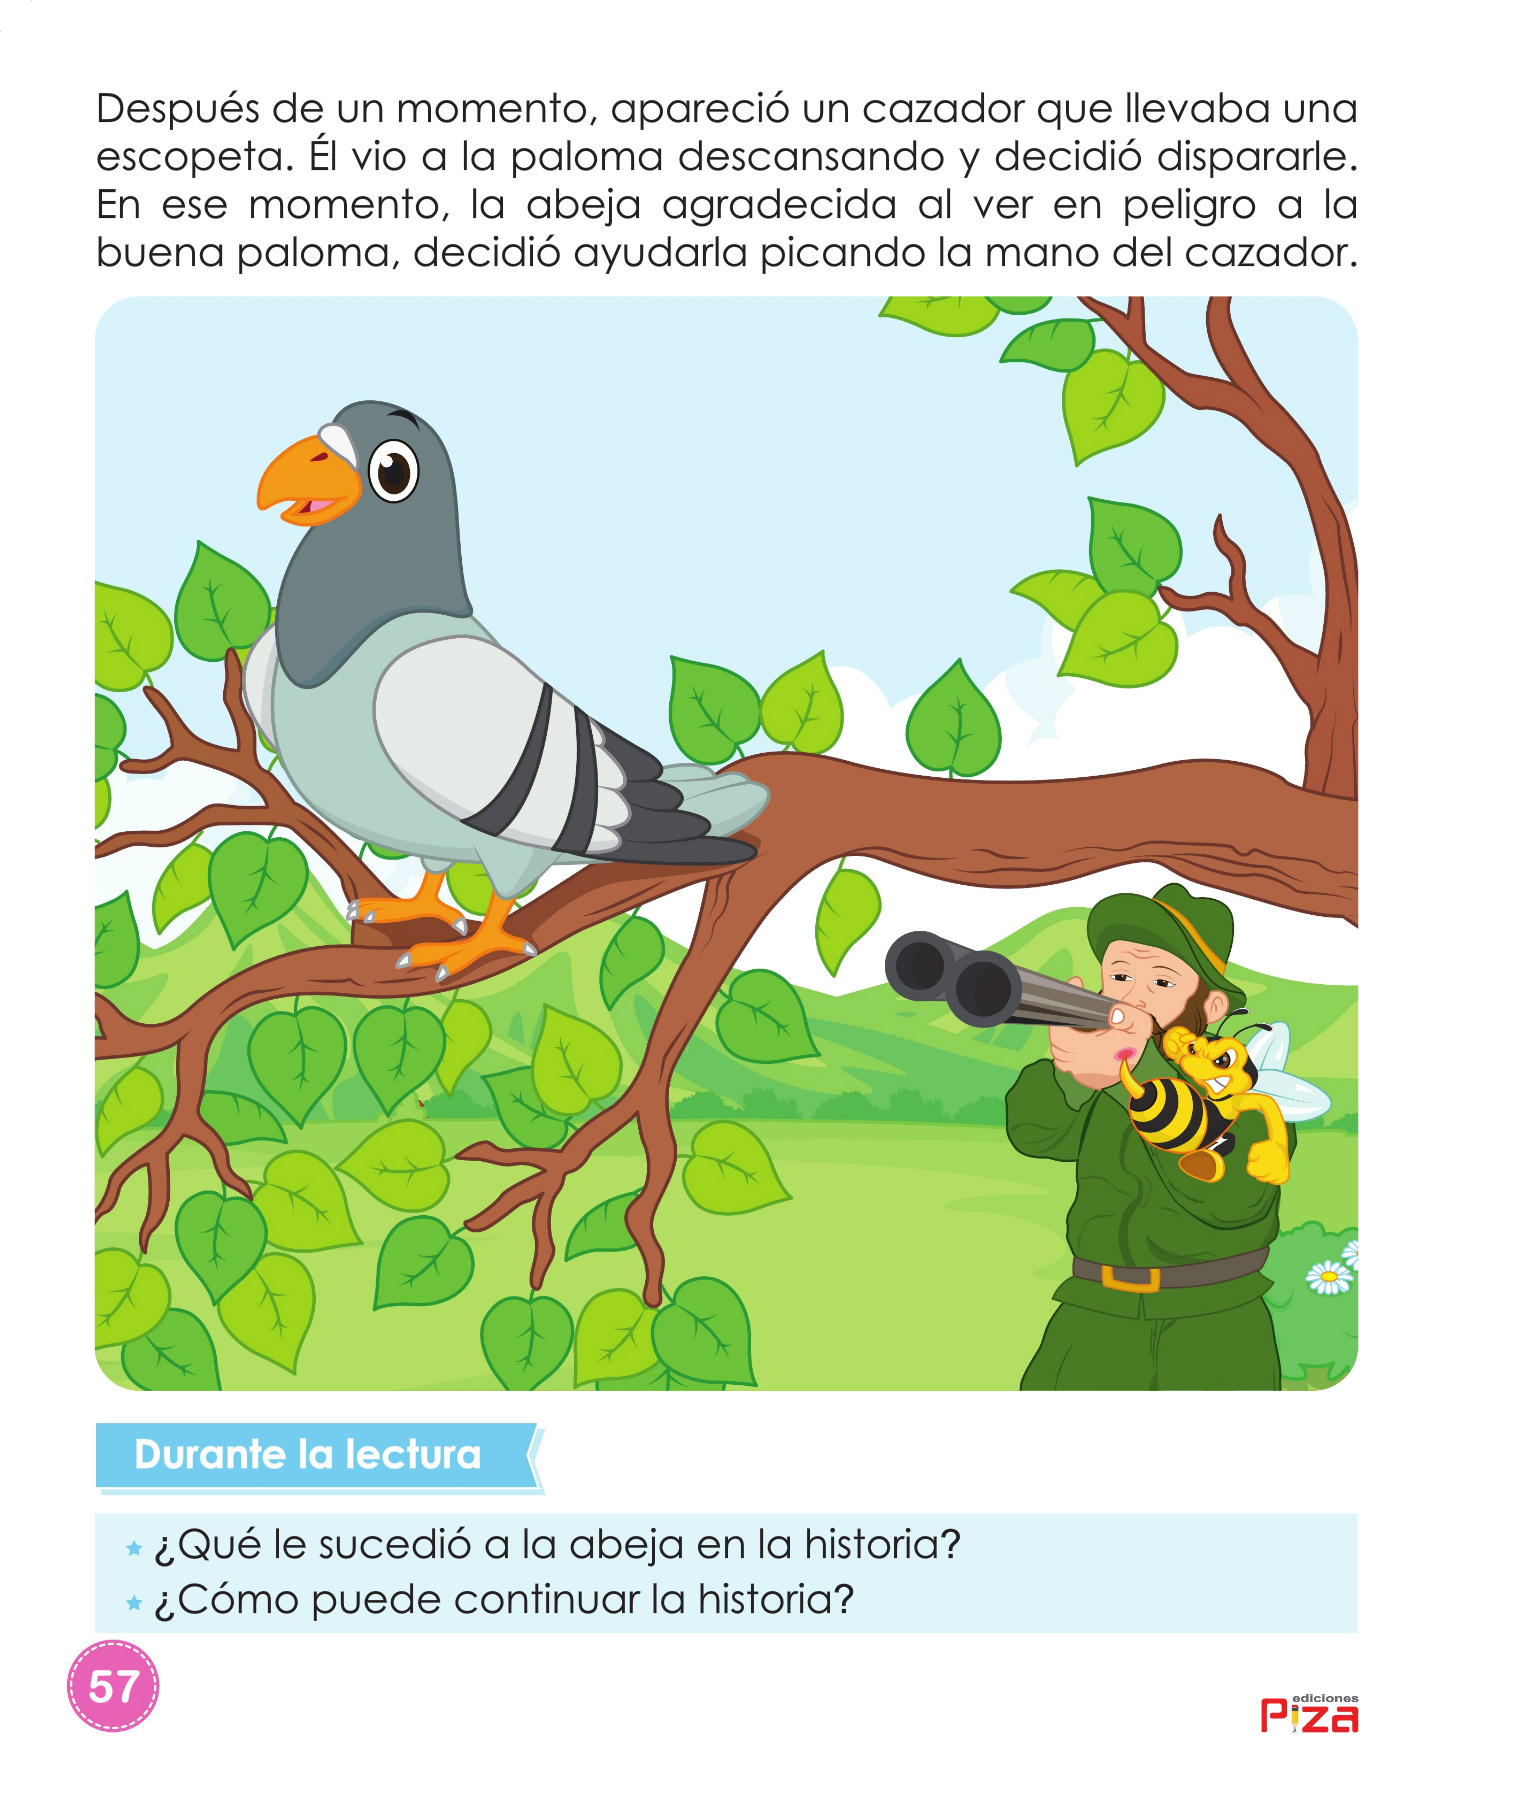 Después de un momento, apareció un cazador que llevaba una
escopeta. Él vio a la paloma descansando y decidió dispararle.
En ese momento, la abeja agradecida al ver en peligro a la
buena paloma, decidió ayudarla picando la mano del cazador.
Durante la lectura
¿Qué le sucedió a la abeja en la historia?
¿Cómo puede continuar la historia?
57
ediciones
Piza